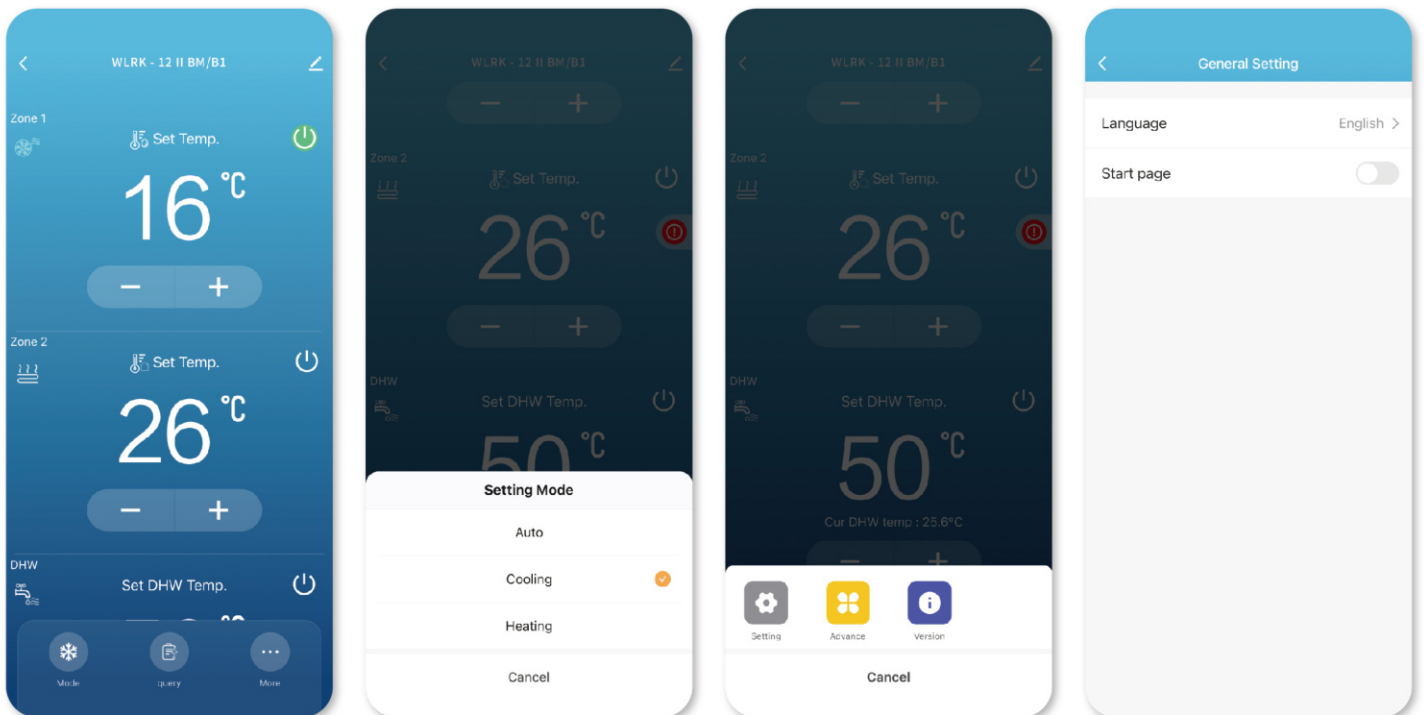 WLRK - 12 II BM/B1
Zone 1
Set Temp.
16 °C
− +
Zone 2
Set Temp.
26 °C
− +
DHW
Set DHW Temp.
°C
Mode
query
More
WLRK - 12 II BM/B1
− +
Zone 2
Set Temp.
26 °C
− +
DHW
Set DHW Temp.
50 °C
Setting Mode
Auto
Cooling
Heating
Cancel
WLRK - 12 II BM/B1
− +
Zone 2
Set Temp.
26 °C
− +
DHW
Set DHW Temp.
50 °C
Cur DHW temp : 25.6°C
− +
Setting
Advance
Version
Cancel
General Setting
Language English >
Start page